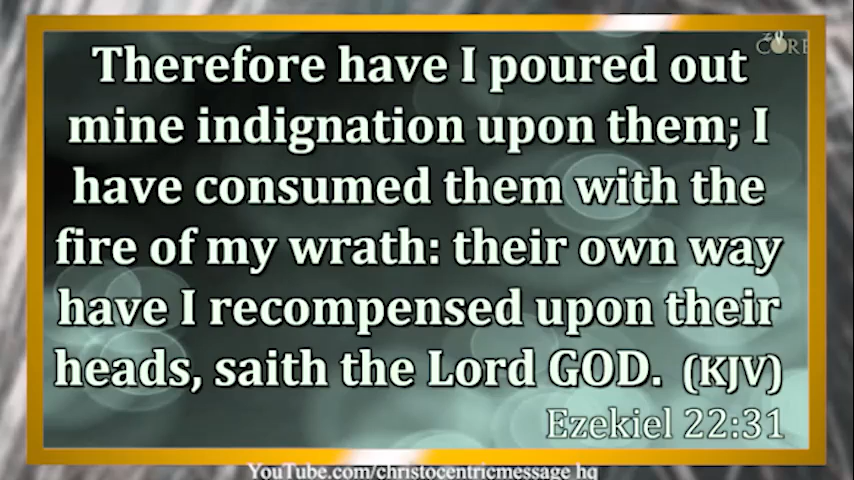 CORE
Therefore have I poured out
mine indignation upon them; I
have consumed them with the
fire of my wrath: their own way
have I recompensed upon their
heads, saith the Lord GOD. (KJV)
Ezekiel 22:31
YouTube.com/christocentricmessage hq